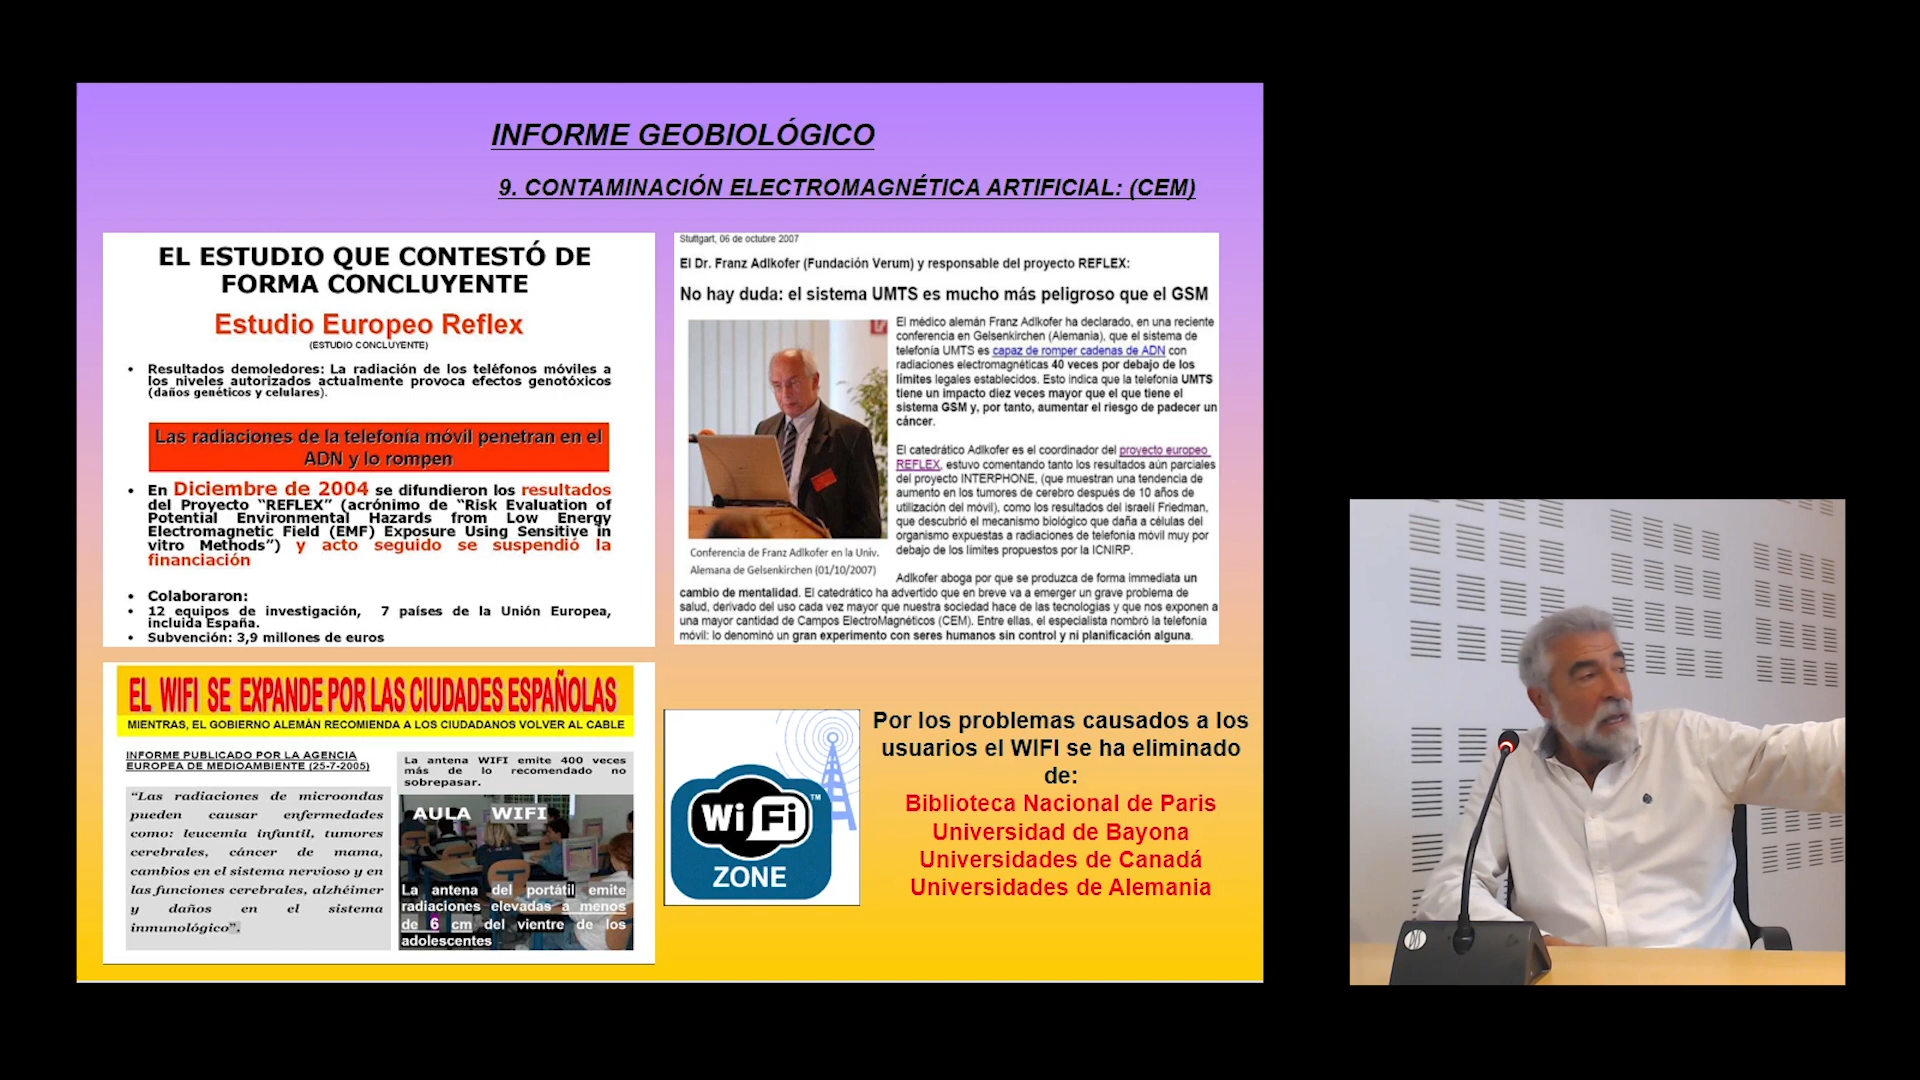 INFORME GEOBIOLÓGICO
9. CONTAMINACIÓN ELECTROMAGNÉTICA ARTIFICIAL: (CEM)
EL ESTUDIO QUE CONTESTÓ DE
FORMA CONCLUYENTE
Estudio Europeo Reflex
(ESTUDIO CONCLUYENTE)
• Resultados demoledores: La radiación de los teléfonos móviles a
los niveles autorizados actualmente provoca efectos genotóxicos
(daños genéticos y celulares).
Las radiaciones de la telefonía móvil penetran en el
ADN y lo rompen
• En Diciembre de 2004 se difundieron los resultados
del Proyecto “REFLEX” (acrónimo de “Risk Evaluation of
Potential Environmental Hazards from Low Energy
Electromagnetic Field (EMF) Exposure Using Sensitive in
vitro Methods”) y acto seguido se suspendió la
financiación
• Colaboraron:
• 12 equipos de investigación, 7 países de la Unión Europea,
incluida España.
• Subvención: 3,9 millones de euros
Stuttgart, 06 de octubre 2007
El Dr. Franz Adlkofer (Fundación Verum) y responsable del proyecto REFLEX:
No hay duda: el sistema UMTS es mucho más peligroso que el GSM
El médico alemán Franz Adlkofer ha declarado, en una reciente
conferencia en Gelsenkirchen (Alemania), que el sistema de
telefonía UMTS es capaz de romper cadenas de ADN con
radiaciones electromagnéticas 40 veces por debajo de los
límites legales establecidos. Esto indica que la telefonía UMTS
tiene un impacto diez veces mayor que el que tiene el
sistema GSM y, por tanto, aumentar el riesgo de padecer un
cáncer.
El catedrático Adlkofer es el coordinador del proyecto europeo
REFLEX, estuvo comentando tanto los resultados aún parciales
del proyecto INTERPHONE, (que muestran una tendencia de
aumento en los tumores de cerebro después de 10 años de
utilización del móvil), como los resultados del israelí Friedman,
que descubrió el mecanismo biológico que daña a células del
organismo expuestas a radiaciones de telefonía móvil muy por
debajo de los límites propuestos por la ICNIRP.
Conferencia de Franz Adlkofer en la Univ.
Alemana de Gelsenkirchen (01/10/2007)
Adlkofer aboga por que se produzca de forma inmediata un
cambio de mentalidad. El catedrático ha advertido que en breve va a emerger un grave problema de
salud, derivado del uso cada vez mayor que nuestra sociedad hace de las tecnologías y que nos exponen a
una mayor cantidad de Campos ElectroMagnéticos (CEM). Entre ellas, el especialista nombró la telefonía
móvil: lo denominó un gran experimento con seres humanos sin control y ni planificación alguna.
EL WIFI SE EXPANDE POR LAS CIUDADES ESPAÑOLAS
MIENTRAS, EL GOBIERNO ALEMÁN RECOMIENDA A LOS CIUDADANOS VOLVER AL CABLE
INFORME PUBLICADO POR LA AGENCIA
EUROPEA DE MEDIOAMBIENTE (25-7-2005)
“Las radiaciones de microondas
pueden causar enfermedades
como: leucemia infantil, tumores
cerebrales, cáncer de mama,
cambios en el sistema nervioso y en
las funciones cerebrales, alzhéimer
y daños en el sistema
inmunológico”.
La antena WIFI emite 400 veces
más de lo recomendado no
sobrepasar.
AULA WIFI
La antena del portátil emite
radiaciones elevadas a menos
de 6 cm del vientre de los
adolescentes
Wi Fi TM
ZONE
Por los problemas causados a los
usuarios el WIFI se ha eliminado
de:
Biblioteca Nacional de Paris
Universidad de Bayona
Universidades de Canadá
Universidades de Alemania